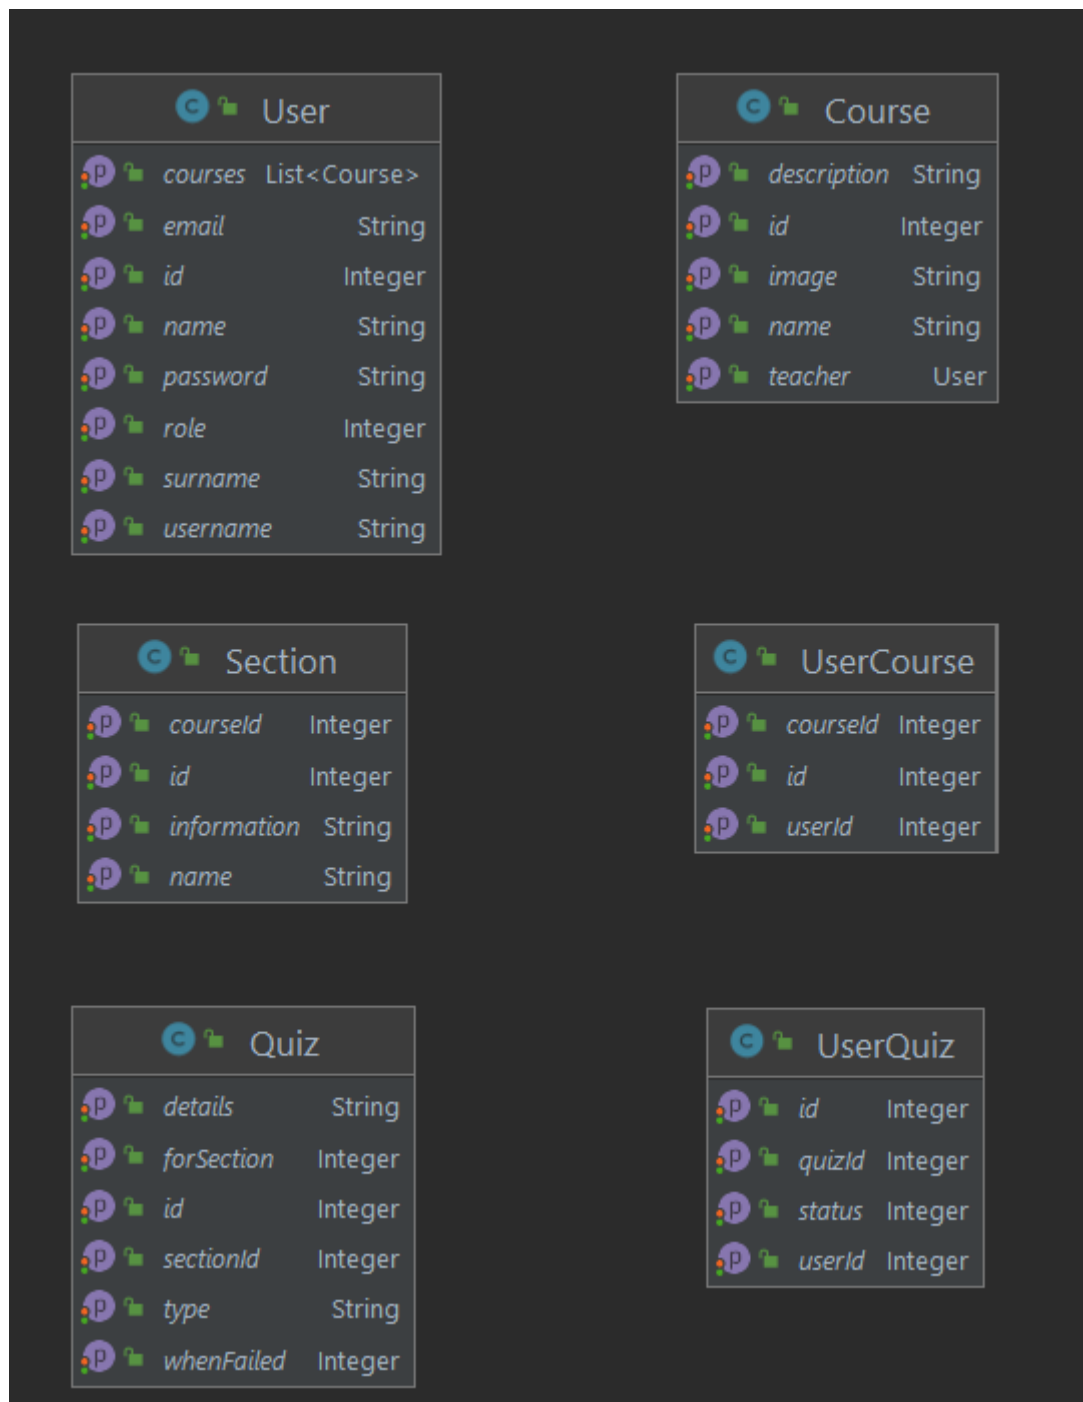 User
courses List<Course>
email String
id Integer
name String
password String
role Integer
surname String
username String
Course
description String
id Integer
image String
name String
teacher User
Section
courseId Integer
id Integer
information String
name String
UserCourse
courseId Integer
id Integer
userId Integer
Quiz
details String
forSection Integer
id Integer
sectionId Integer
type String
whenFailed Integer
UserQuiz
id Integer
quizId Integer
status Integer
userId Integer